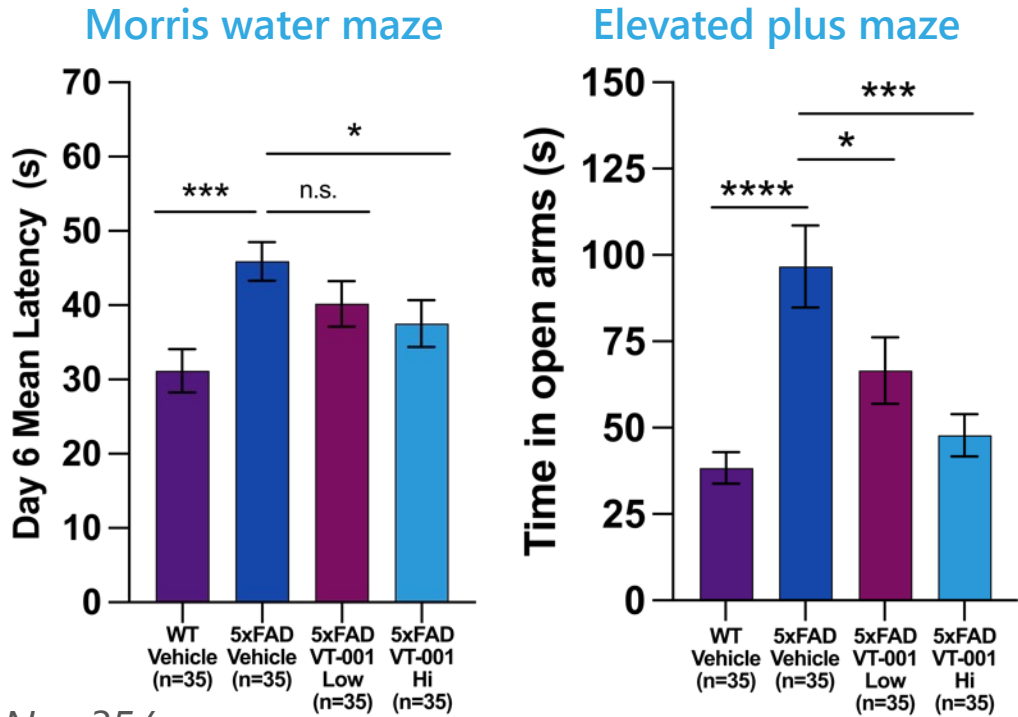 Morris water maze
Day 6 Mean Latency (s)
70
60
50
40
30
20
10
0
***
n.s.
*
WT
Vehicle
(n=35)
5xFAD
Vehicle
(n=35)
5xFAD
VT-001
Low
(n=35)
5xFAD
VT-001
Hi
(n=35)
Elevated plus maze
Time in open arms (s)
150
125
100
75
50
25
0
****
*
***
WT
Vehicle
(n=35)
5xFAD
Vehicle
(n=35)
5xFAD
VT-001
Low
(n=35)
5xFAD
VT-001
Hi
(n=35)